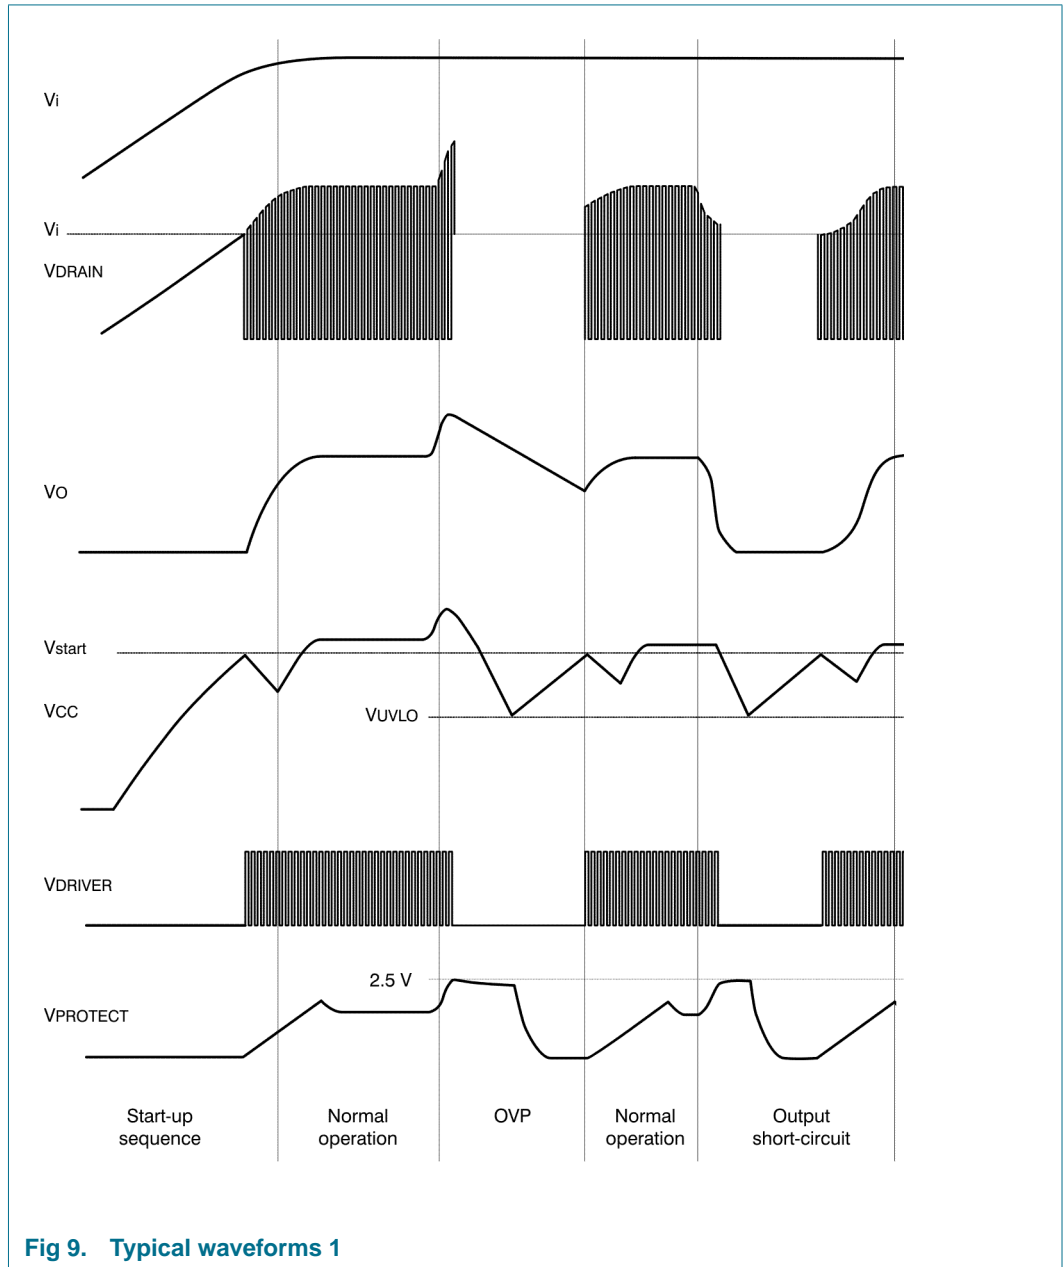 Vi
Vi
VDRAIN
VO
Vstart
VCC
VUVLO
VDRIVER
2.5 V
VPROTECT
Start-up
sequence
Normal
operation
OVP
Normal
operation
Output
short-circuit
Fig 9. Typical waveforms 1